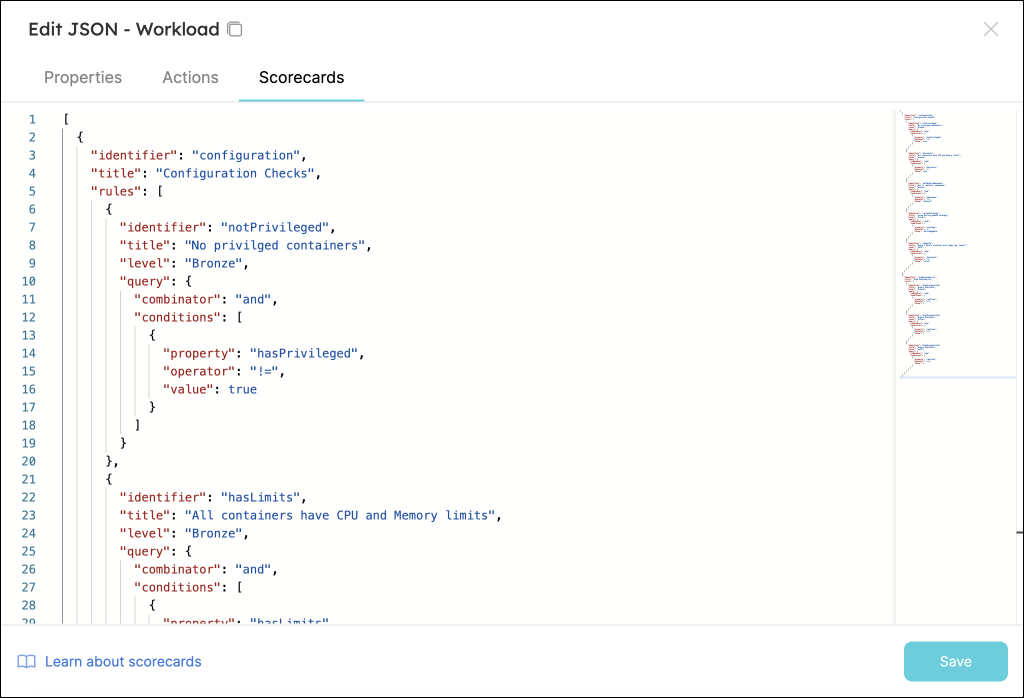 Edit JSON - Workload
Properties Actions Scorecards
1 [
2 {
3 "identifier": "configuration",
4 "title": "Configuration Checks",
5 "rules": [
6 {
7 "identifier": "notPrivileged",
8 "title": "No privilged containers",
9 "level": "Bronze",
10 "query": {
11 "combinator": "and",
12 "conditions": [
13 {
14 "property": "hasPrivileged",
15 "operator": "!=",
16 "value": true
17 }
18 ]
19 }
20 },
21 {
22 "identifier": "hasLimits",
23 "title": "All containers have CPU and Memory limits",
24 "level": "Bronze",
25 "query": {
26 "combinator": "and",
27 "conditions": [
28 {
29 "property": "hasLimits"
Learn about scorecards
Save